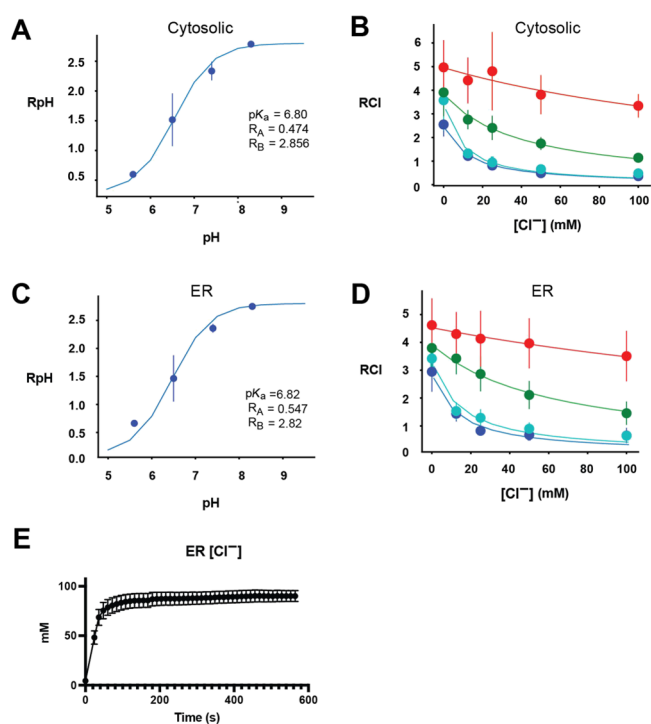 A
Cytosolic
RpH
2.5
2.0
1.5
1.0
0.5
pKa = 6.80
RA = 0.474
RB = 2.856
5 6 7 8 9
pH
B
Cytosolic
RCl
6
5
4
3
2
1
0
0 20 40 60 80 100
[Cl⁻] (mM)
C
ER
RpH
2.5
2.0
1.5
1.0
0.5
0.0
pKa = 6.82
RA = 0.547
RB = 2.82
5 6 7 8 9
pH
D
ER
RCl
5
4
3
2
1
0
0 20 40 60 80 100
[Cl⁻] (mM)
E
ER [Cl⁻]
mM
100
50
0
0 200 400 600
Time (s)